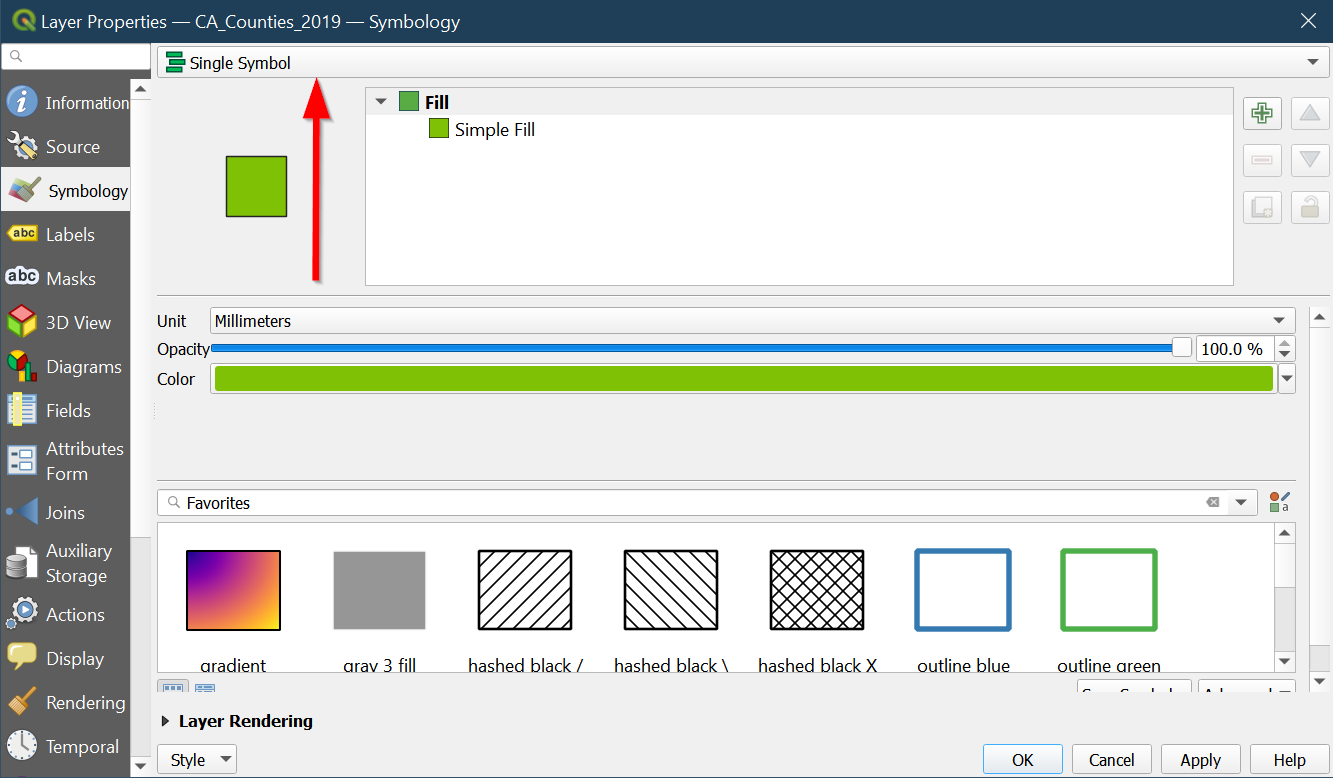 Layer Properties — CA_Counties_2019 — Symbology
Single Symbol
Information
Source
Symbology
abc Labels
abc Masks
3D View
Diagrams
Fields
Attributes
Form
Joins
Auxiliary
Storage
Actions
Display
Rendering
Temporal
Fill
Simple Fill
Unit Millimeters
Opacity 100.0 %
Color
Favorites
a
gradient gray 3 fill hashed black / hashed black \ hashed black X outline blue outline green
Layer Rendering
Style OK Cancel Apply Help